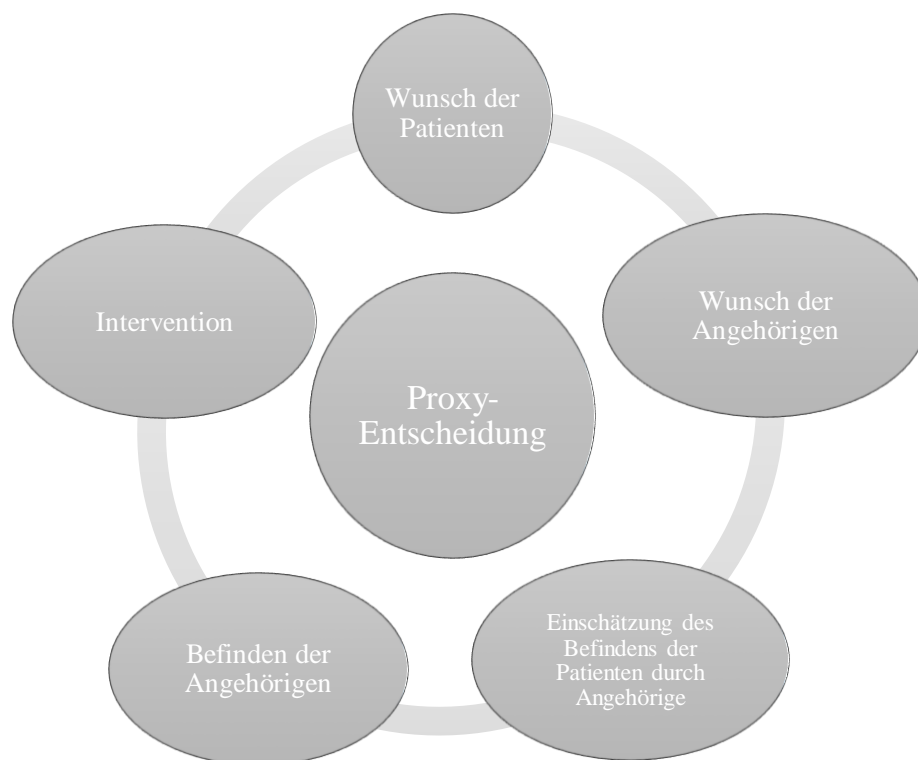 Wunsch der
Patienten
Wunsch der
Angehörigen
Intervention
Proxy-
Entscheidung
Einschätzung des
Befindens der
Patienten durch
Angehörige
Befinden der
Angehörigen